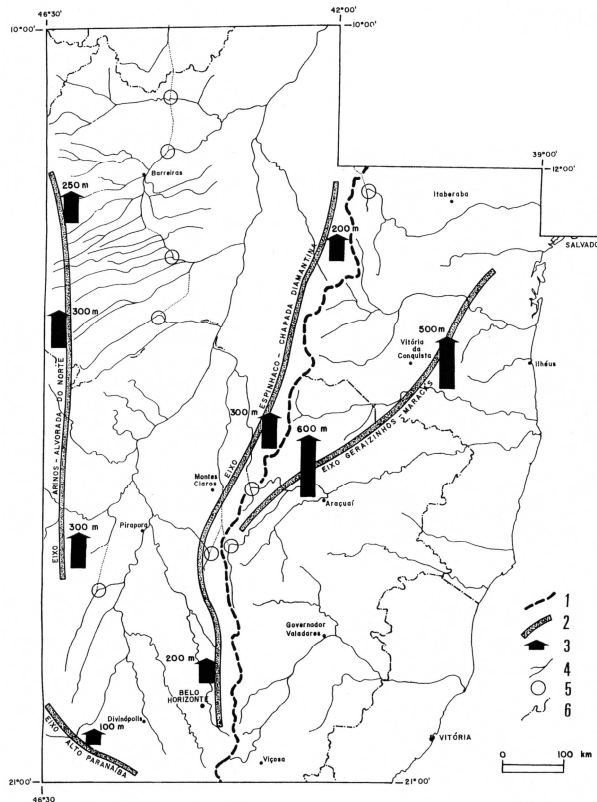 46°30'
42°00'
10°00'
10°00'
39°00'
12°00'
Barreiras
Itaberaba
SALVADO
250 m
200 m
300 m
500 m
Vitória
da
Conquista
Ilhéus
EIXO ARINOS - ALVORADA DO NORTE
EIXO ESPINHAÇO - CHAPADA DIAMANTINA
EIXO GERAIZINHOS - MARACKS
300 m
600 m
Montes
Claros
Araçuaí
Pirapora
300 m
Governador
Valadares
200 m
BELO
HORIZONTE
Divinópolis
100 m
EIXO ALTO PARANAIBA
Viçosa
VITÓRIA
1
2
3
4
5
6
0 100 km
21°00'
21°00'
46°30